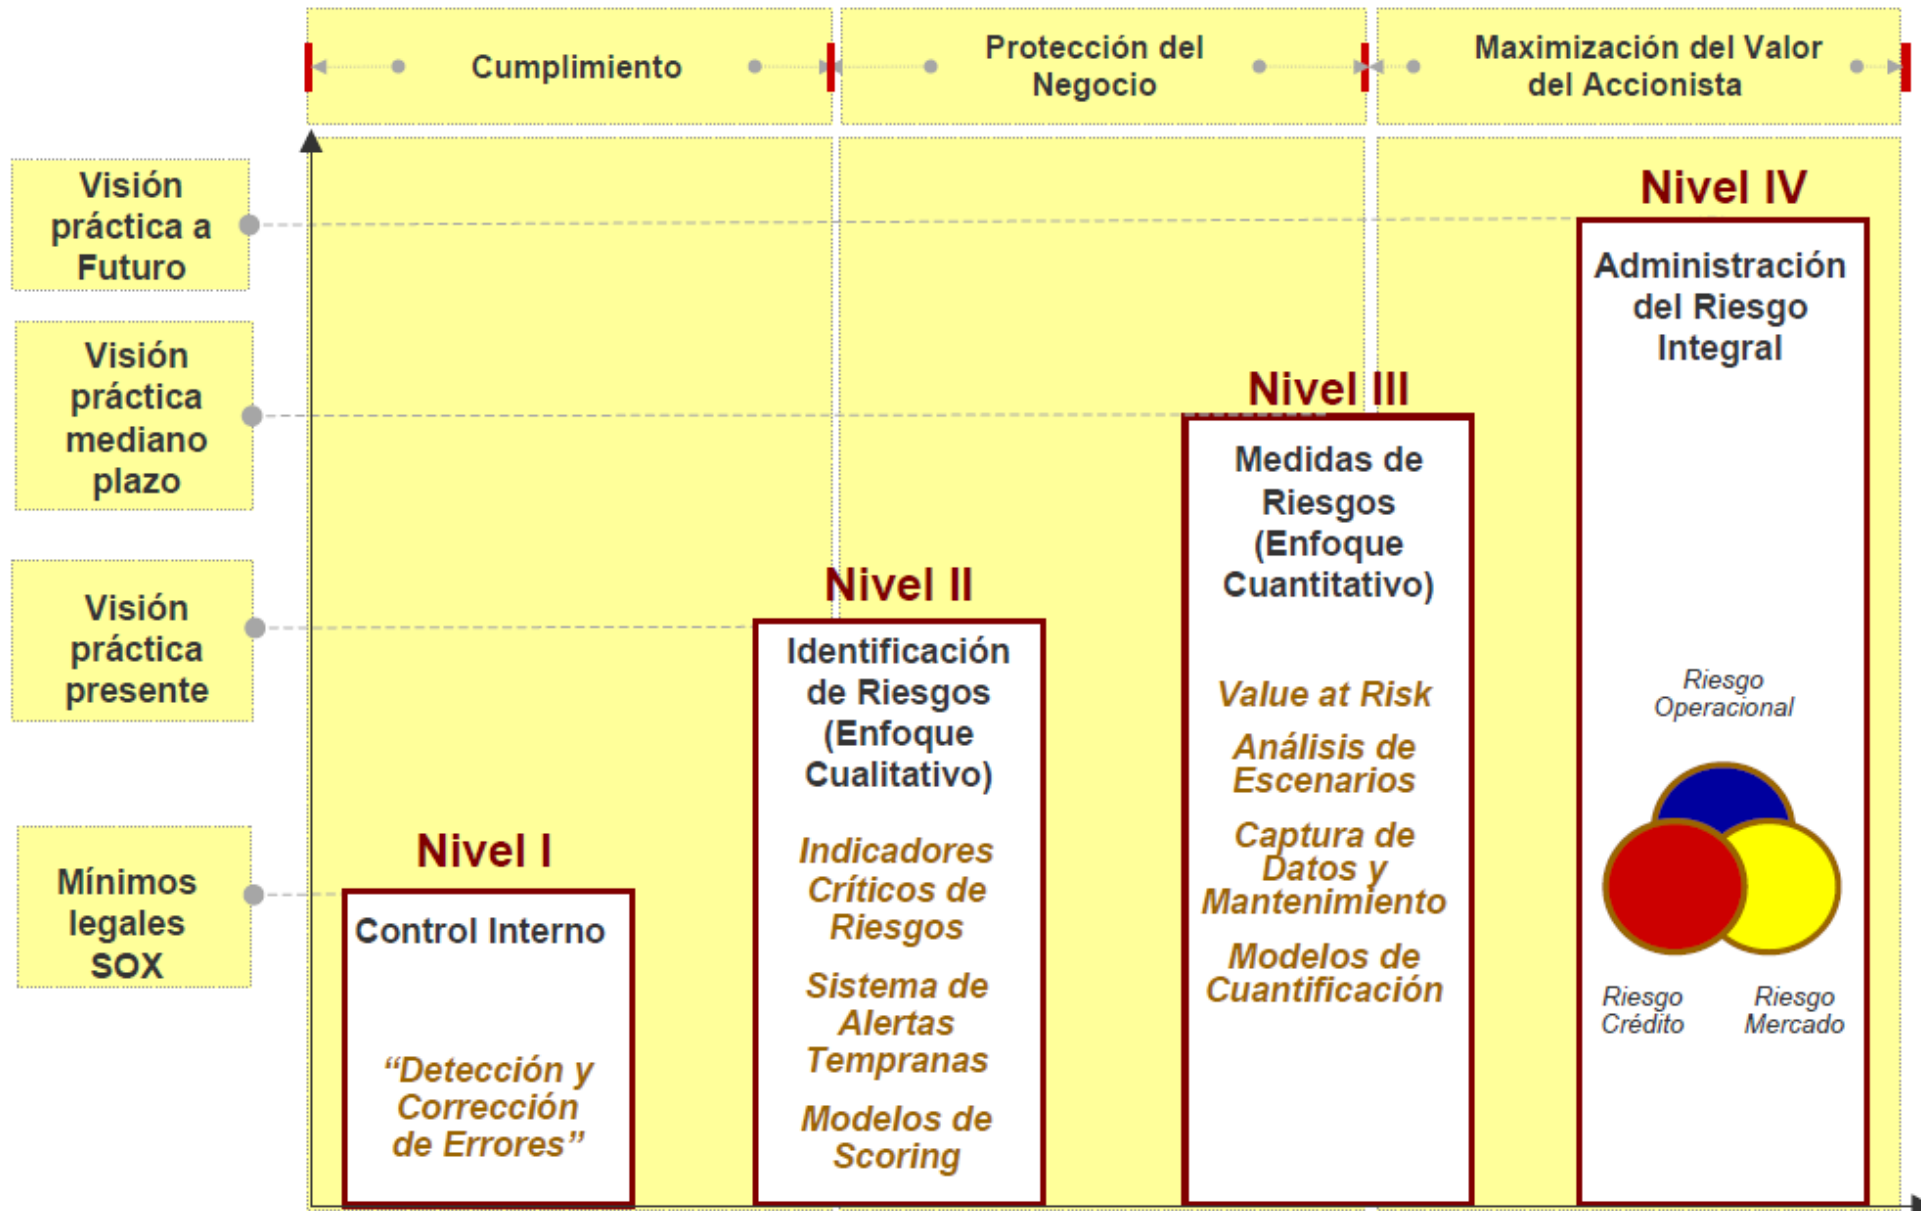 Cumplimiento
Protección del
Negocio
Maximización del Valor
del Accionista
Visión
práctica a
Futuro
Visión
práctica
mediano
plazo
Visión
práctica
presente
Mínimos
legales
SOX
Nivel I
Control Interno
“Detección y
Corrección
de Errores”
Nivel II
Identificación
de Riesgos
(Enfoque
Cualitativo)
Indicadores
Críticos de
Riesgos
Sistema de
Alertas
Tempranas
Modelos de
Scoring
Nivel III
Medidas de
Riesgos
(Enfoque
Cuantitativo)
Value at Risk
Análisis de
Escenarios
Captura de
Datos y
Mantenimiento
Modelos de
Cuantificación
Nivel IV
Administración
del Riesgo
Integral
Riesgo
Operacional
Riesgo
Crédito
Riesgo
Mercado